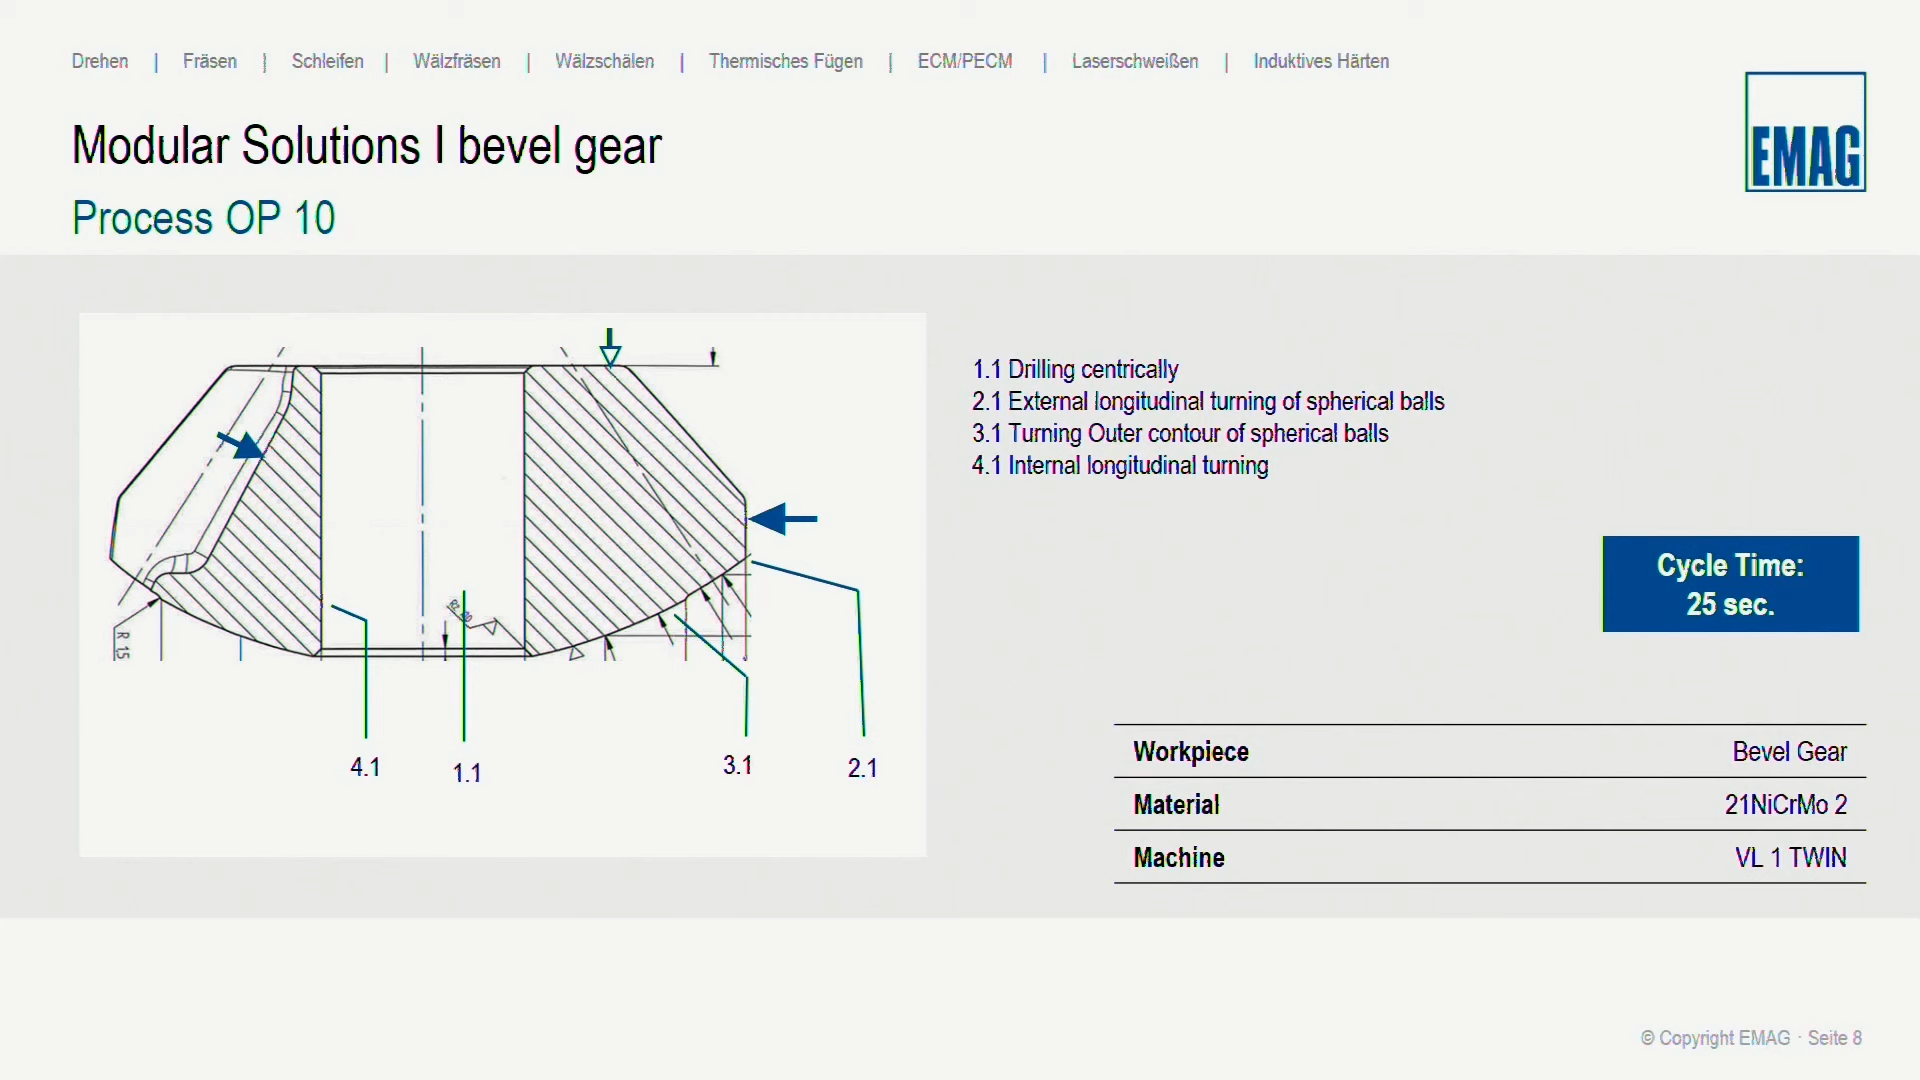 Drehen | Fräsen | Schleifen | Wälzfräsen | Wälzschälen | Thermisches Fügen | ECM/PECM | Laserschweißen | Induktives Härten
EMAG
Modular Solutions I bevel gear
Process OP 10
R 1,5
4.1
1.1
3.1
2.1
1.1 Drilling centrically
2.1 External longitudinal turning of spherical balls
3.1 Turning Outer contour of spherical balls
4.1 Internal longitudinal turning
Cycle Time:
25 sec.
Workpiece Bevel Gear
Material 21NiCrMo 2
Machine VL 1 TWIN
© Copyright EMAG · Seite 8